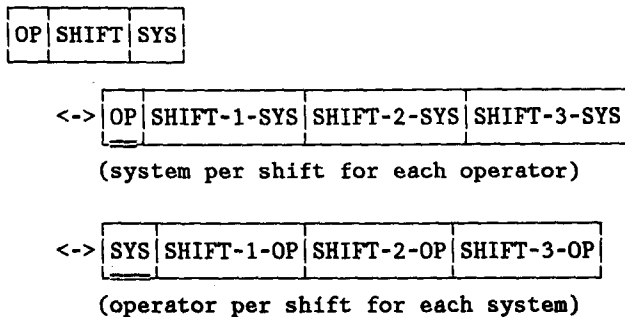 OP SHIFT SYS
<-> OP SHIFT-1-SYS SHIFT-2-SYS SHIFT-3-SYS
(system per shift for each operator)
<-> SYS SHIFT-1-OP SHIFT-2-OP SHIFT-3-OP
(operator per shift for each system)